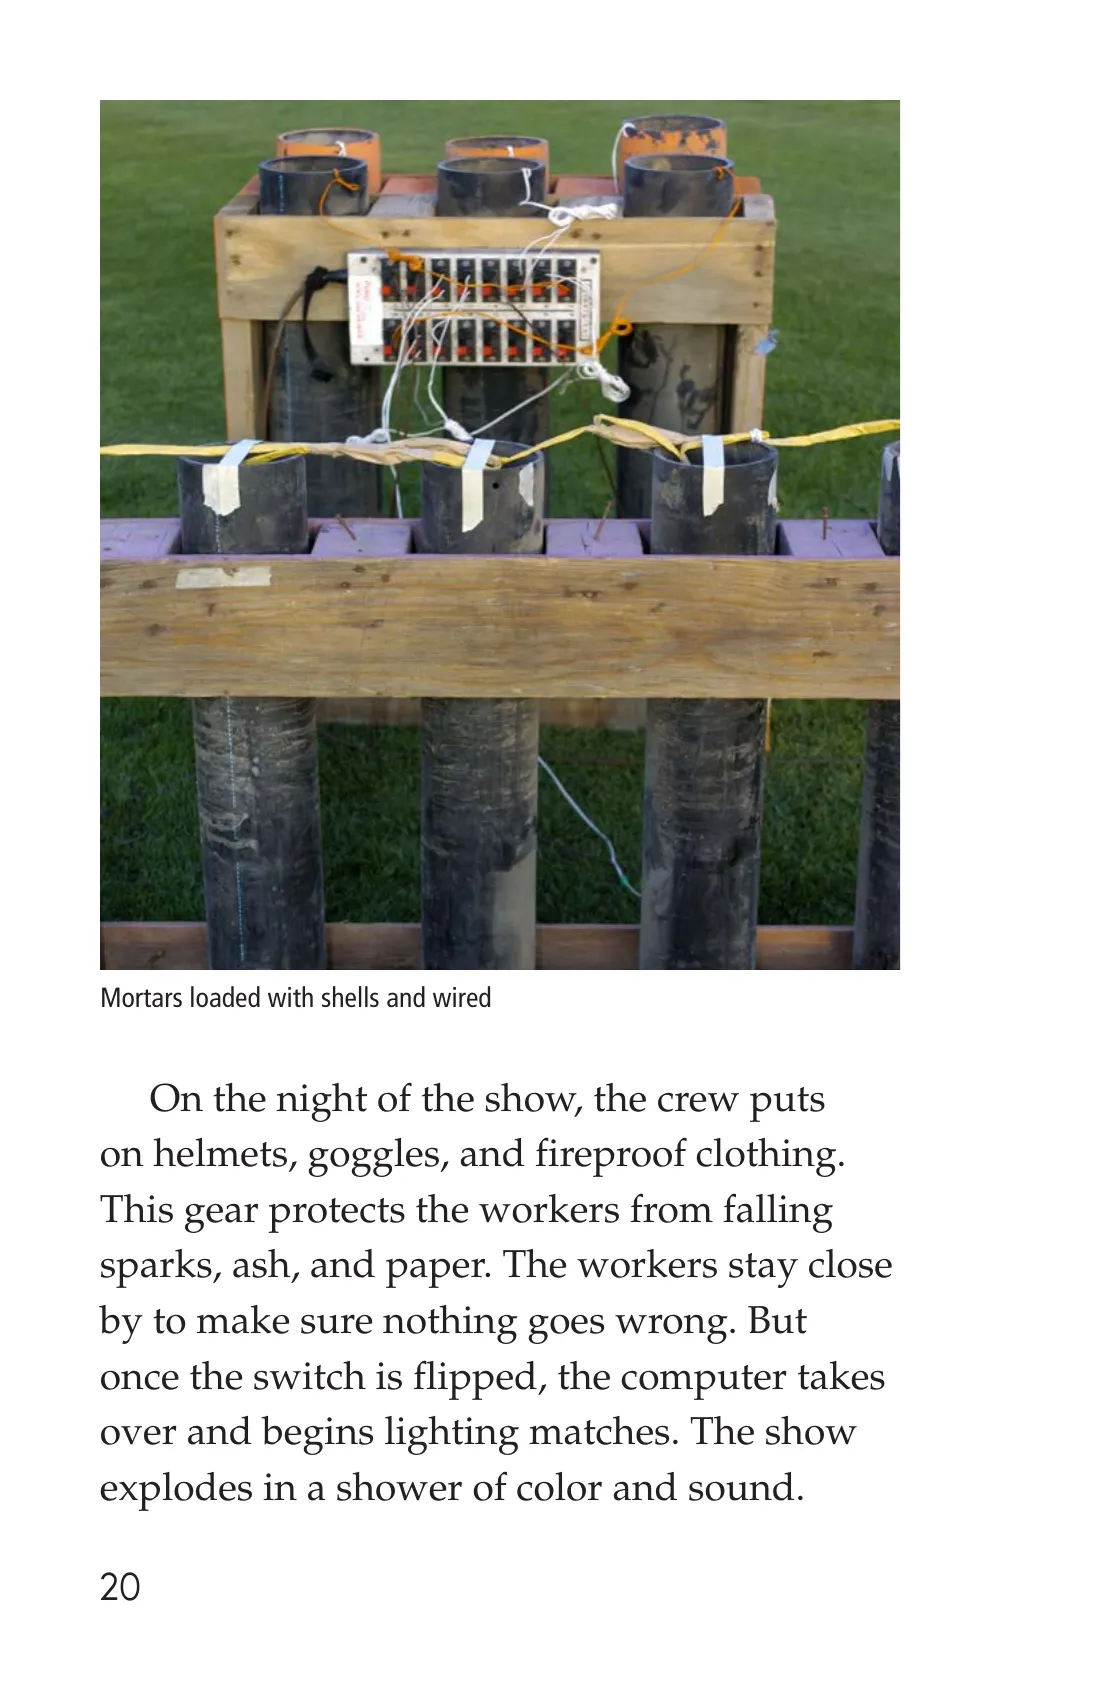 Mortars loaded with shells and wired
On the night of the show, the crew puts
on helmets, goggles, and fireproof clothing.
This gear protects the workers from falling
sparks, ash, and paper. The workers stay close
by to make sure nothing goes wrong. But
once the switch is flipped, the computer takes
over and begins lighting matches. The show
explodes in a shower of color and sound.
20